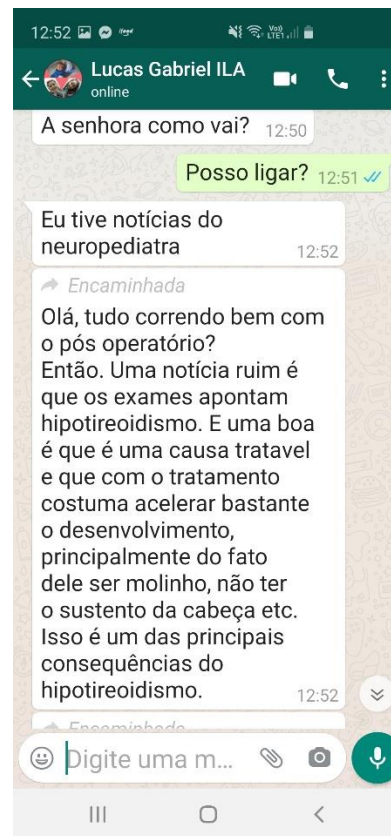 12:52
Lucas Gabriel ILA
online
A senhora como vai? 12:50
Posso ligar? 12:51
Eu tive notícias do
neuropediatra 12:52
Encaminhada
Olá, tudo correndo bem com
o pós operatório?
Então. Uma notícia ruim é
que os exames apontam
hipotireoidismo. E uma boa
é que é uma causa tratavel
e que com o tratamento
costuma acelerar bastante
o desenvolvimento,
principalmente do fato
dele ser molinho, não ter
o sustento da cabeça etc.
Isso é um das principais
consequências do
hipotireoidismo. 12:52
Encaminhada
Digite uma m...